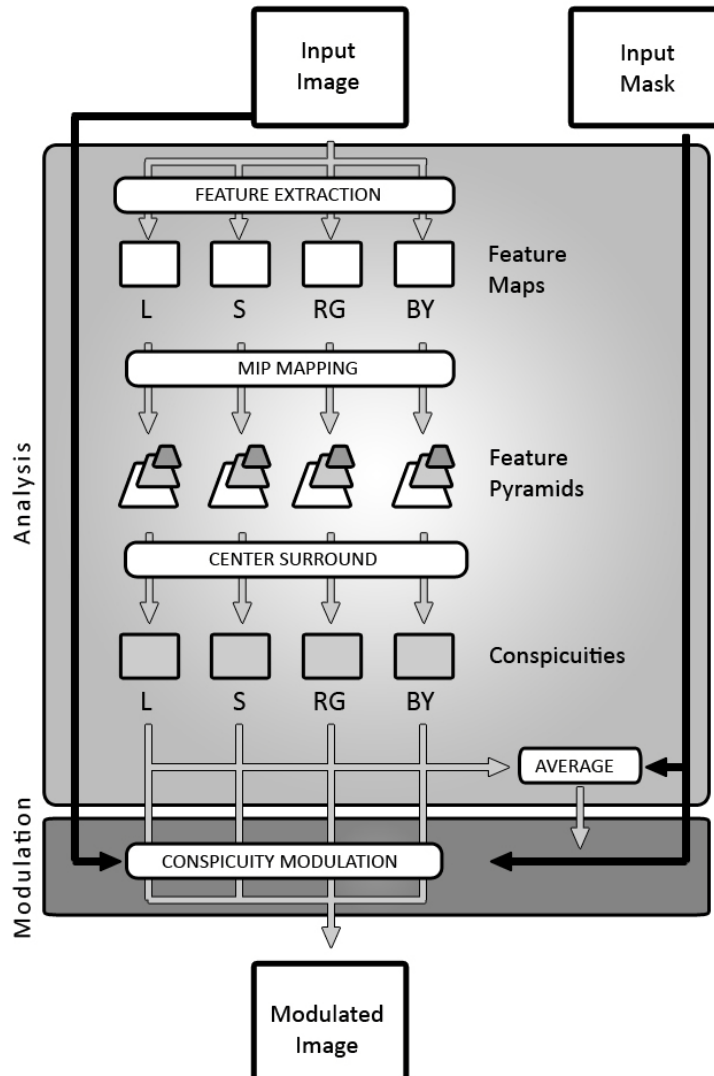 Input
Image
Input
Mask
FEATURE EXTRACTION
Feature
Maps
L S RG BY
MIP MAPPING
Feature
Pyramids
CENTER SURROUND
Conspicuities
L S RG BY
AVERAGE
Analysis
CONSPICUITY MODULATION
Modulation
Modulated
Image